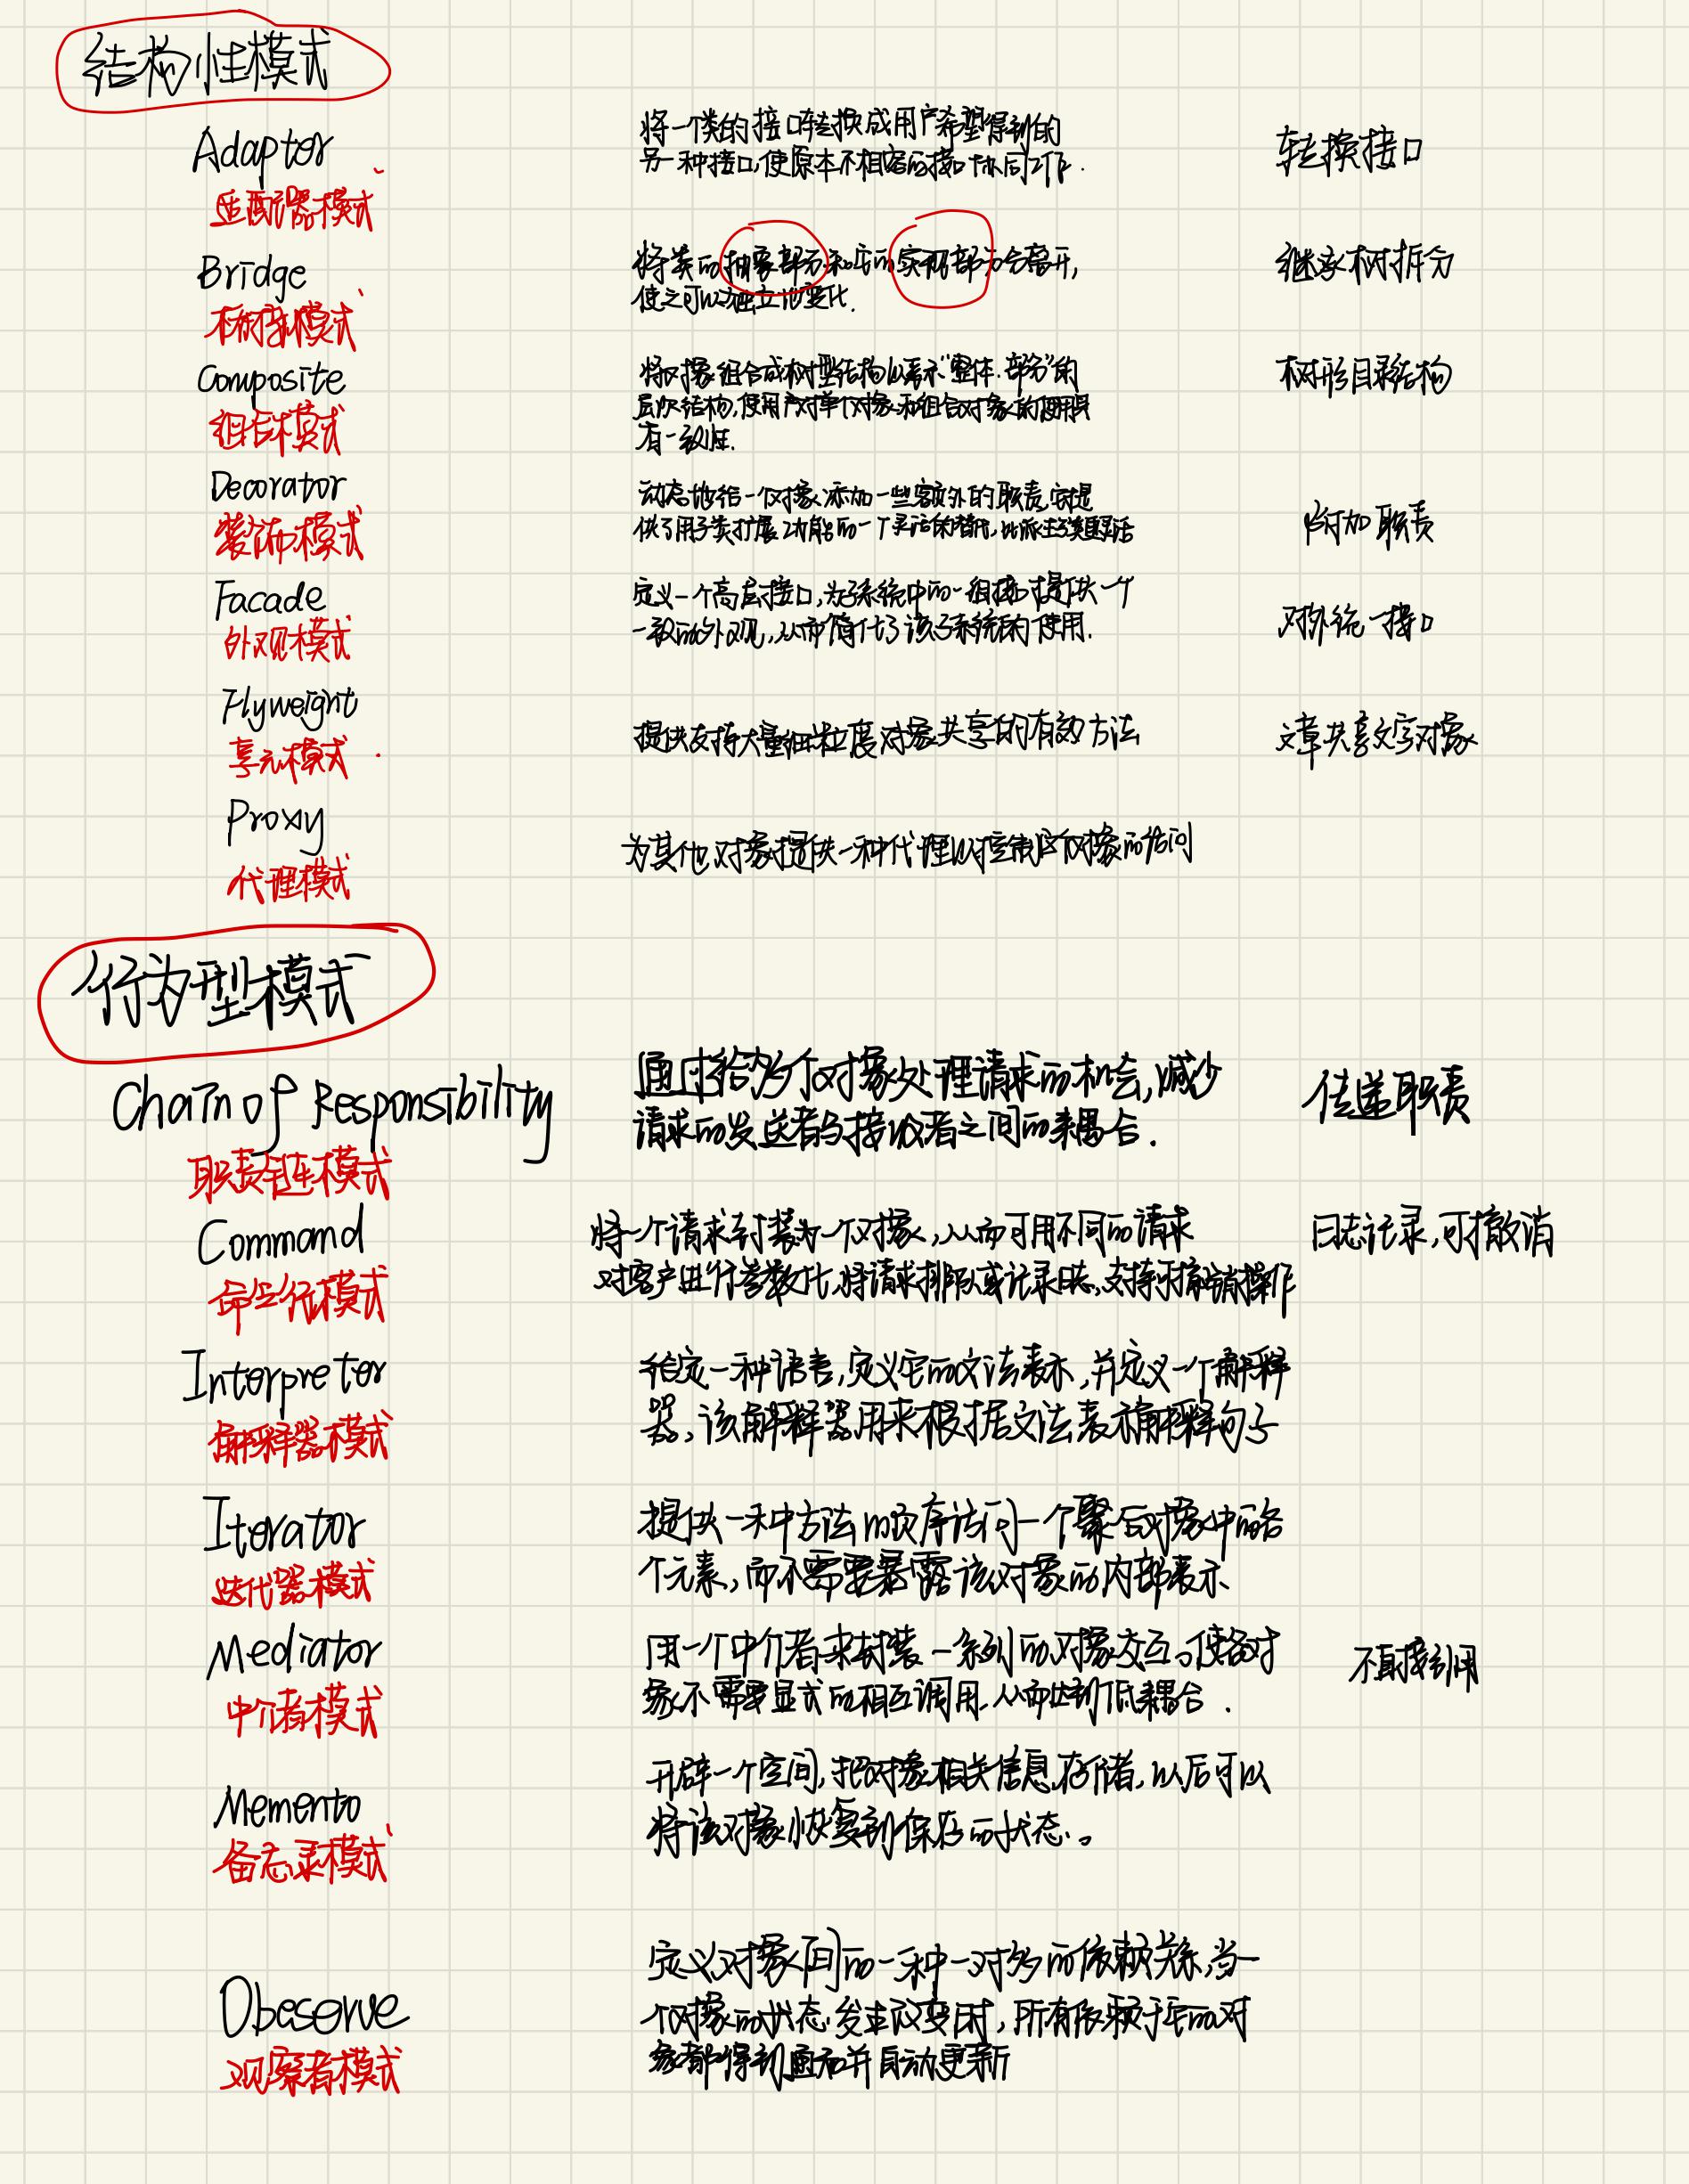 结构性模式
Adaptor
适配器模式
将一个类的接口转换成用户希望得到的
另一种接口,使原本不相容的接口协同工作.
转换接口
Bridge
桥接模式
将类的抽象部分和它的实现部分分离开,
使之可以独立地变化.
继承树拆分
Composite
组合模式
将对象组合成树型结构以表示"整体.部分"的
层次结构,使用户对单个对象和组合对象的使用具
有一致性.
树形目录结构
Decorator
装饰模式
动态地给一个对象添加一些额外的职责.它提
供了用子类扩展功能的一个灵活的替代,比派生子类更灵活
附加职责
Facade
外观模式
定义一个高层接口,为子系统中的一组接口提供一个
一致的外观,从而简化了该子系统的使用.
对外统一接口
Flyweight
享元模式
提供支持大量细粒度对象共享的有效方法
文章共享文字对象
Proxy
代理模式
为其他对象提供一种代理以控制这个对象的访问
行为型模式
Chain of Responsibility
职责链模式
通过给多个对象处理请求的机会,减少
请求的发送者与接收者之间的耦合.
传递职责
Command
命令行模式
将一个请求封装为一个对象,从而可用不同的请求
对客户进行参数化,将请求排队或记录日志,支持可撤销操作
日志记录,可撤消
Interpretor
解释器模式
给定一种语言,定义它的文法表示,并定义一个解释
器,该解释器用来根据文法表示解释句子
Iterator
迭代器模式
提供一种方法顺序访问一个聚合对象中的各
个元素,而不需要暴露该对象的内部表示
Mediator
中介者模式
用一个中介者来封装一系列的对象交互。使各对
象不需要显式的相互调用,从而达到低耦合.
不直接引用
Memento
备忘录模式
开辟一个空间,把对象相关信息存储,以后可以
将该对象恢复到保存的状态。
Obeserve
观察者模式
定义对象间的一种一对多的依赖关系,当一
个对象的状态发生改变时,所有依赖于它的对
象都得到通知并自动更新